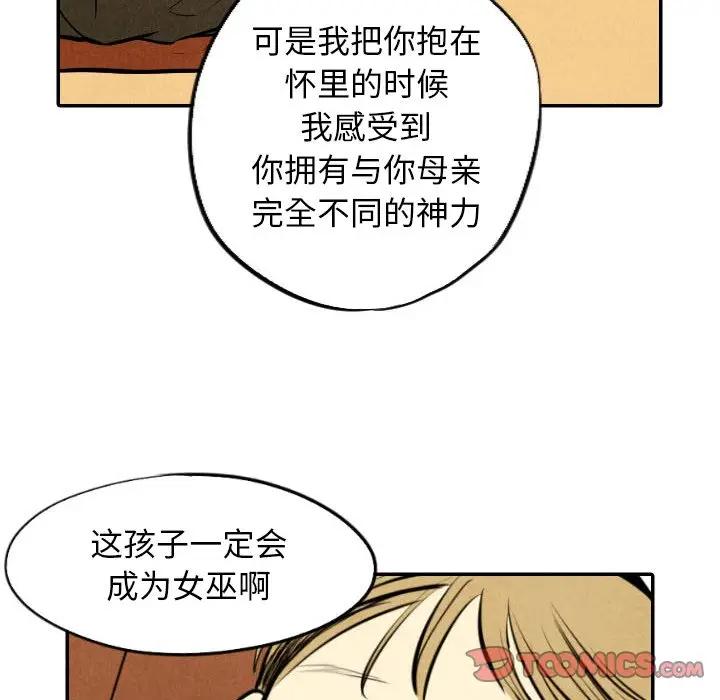 可是我把你抱在
怀里的时候
我感受到
你拥有与你母亲
完全不同的神力
这孩子一定会
成为女巫啊
TOOMICS.COM